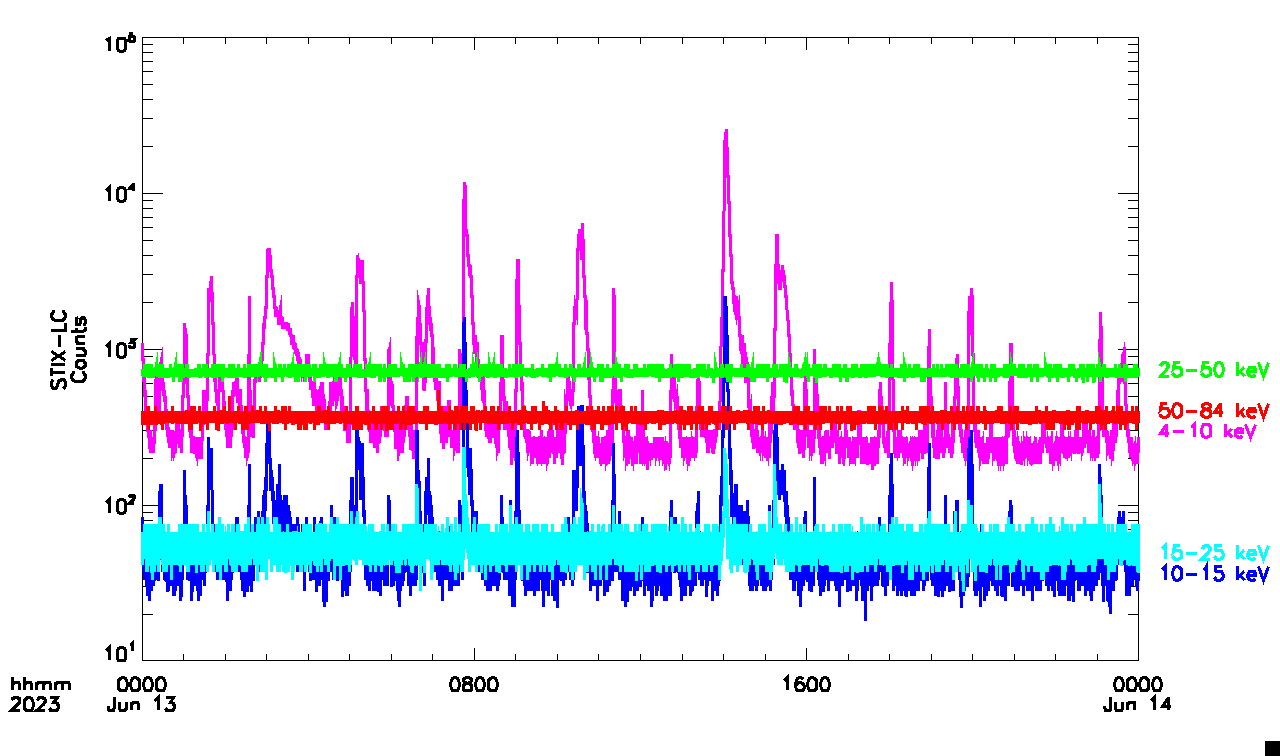 10^6
10^4
10^3
10^2
10^1
STIX-LC
Counts
25-50 keV
50-84 keV
4-10 keV
15-25 keV
10-15 keV
hhmm 0000 0800 1600 0000
2023 Jun 13 Jun 14